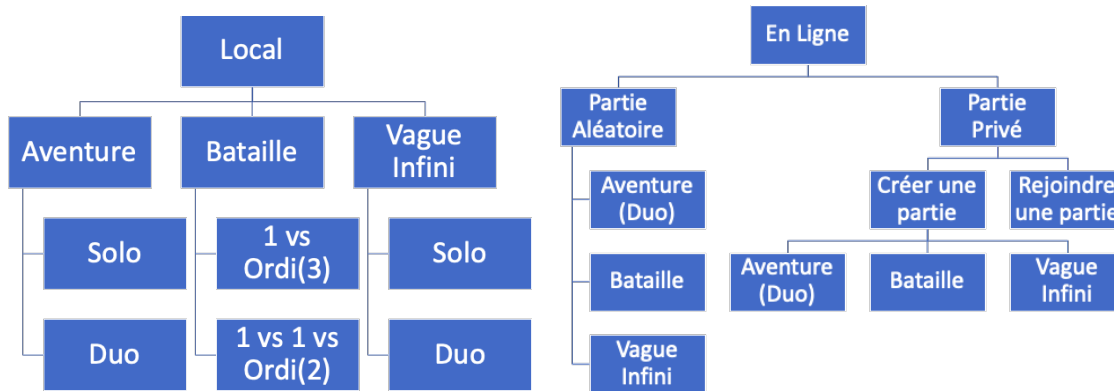 Local
Aventure
Bataille
Vague
Infini
Solo
1 vs
Ordi(3)
Solo
Duo
1 vs 1 vs
Ordi(2)
Duo
En Ligne
Partie
Aléatoire
Partie
Privé
Aventure
(Duo)
Bataille
Vague
Infini
Créer une
partie
Rejoindre
une partie
Aventure
(Duo)
Bataille
Vague
Infini